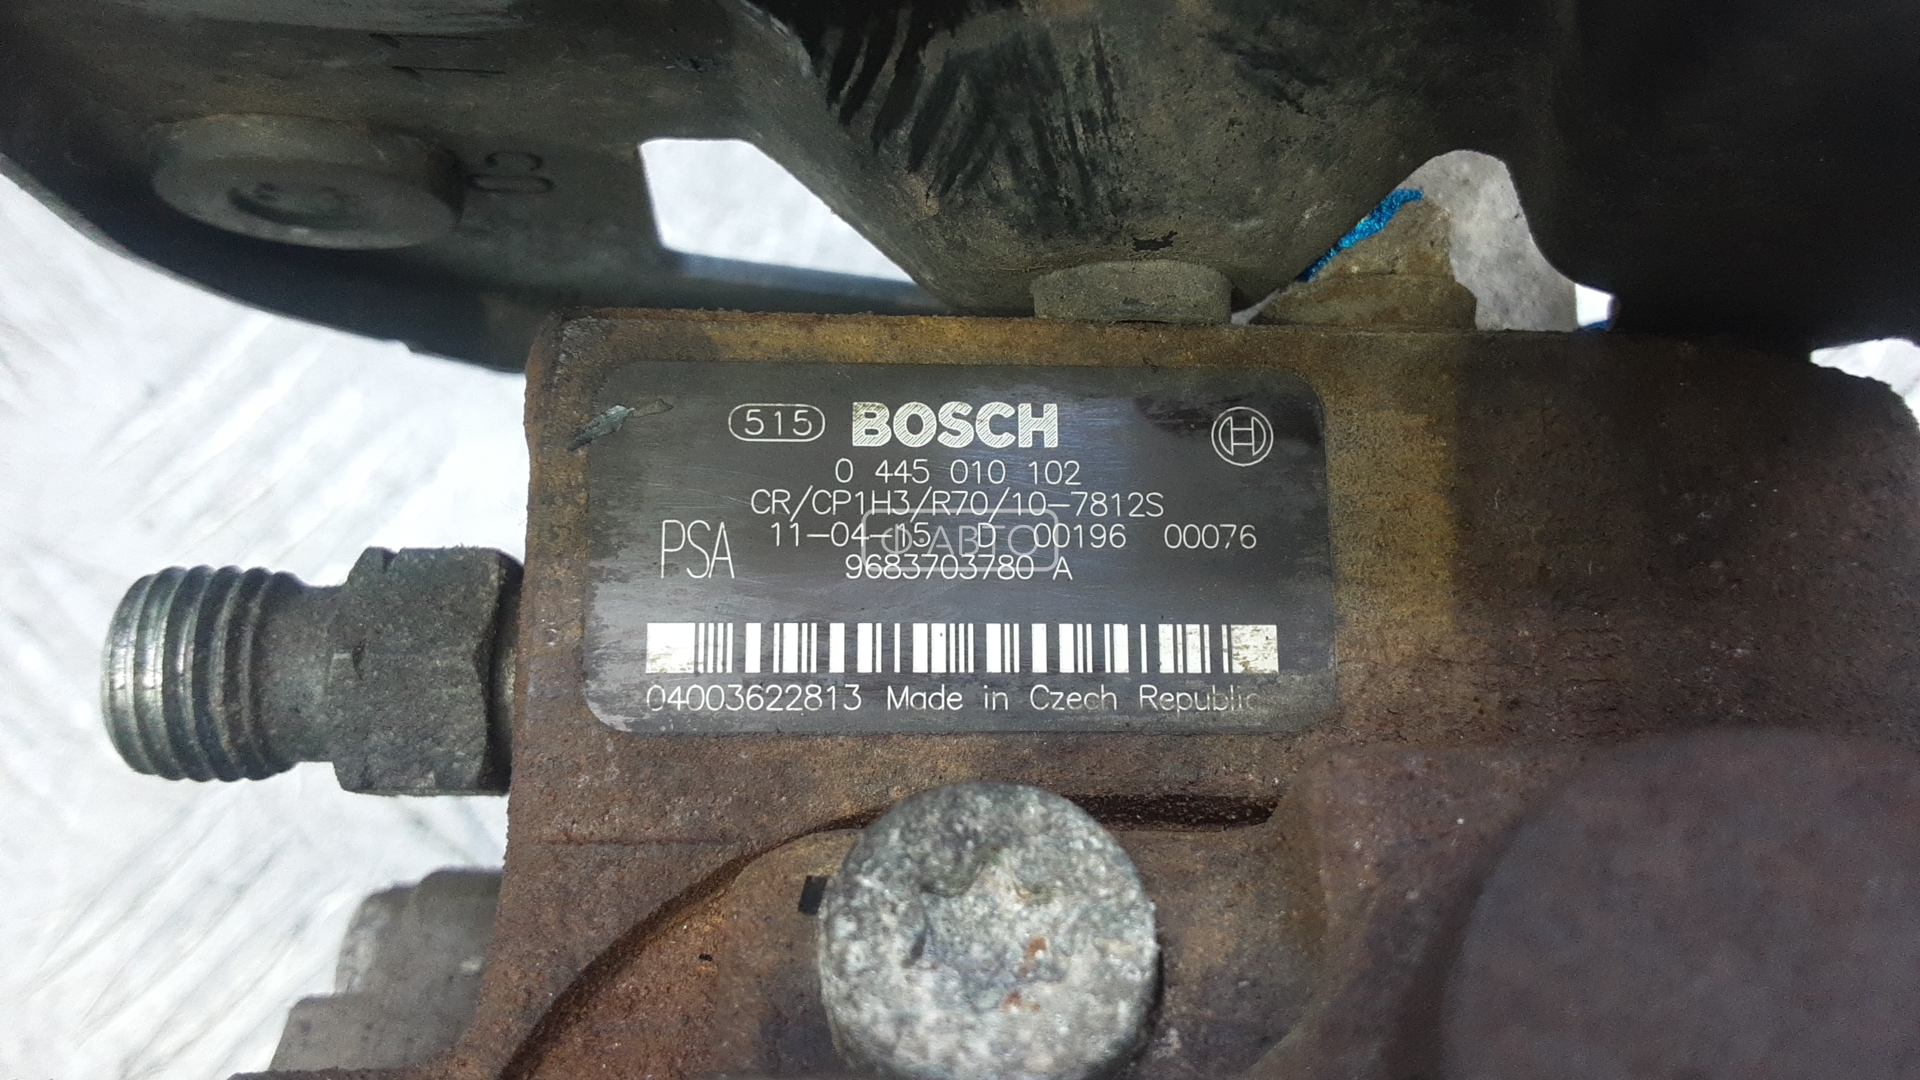 515 BOSCH
0 445 010 102
CR/CP1H3/R70/10-7812S
PSA 11-04-15 D 00196 00076
9683703780 A
04003622813 Made in Czech Republic
ФАВТО